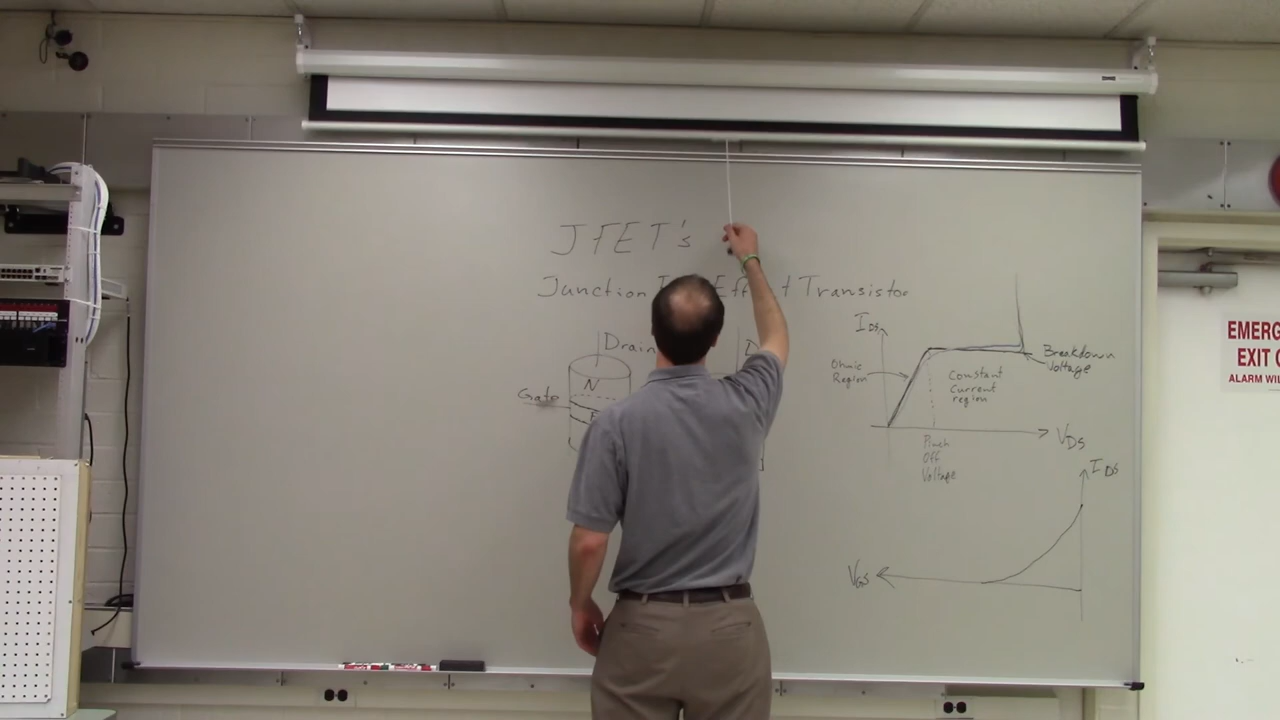 JFET's
Junction Effect Transistor
Drain
D
N
Gate
IDS
Ohmic
Region
Constant
Current
region
Breakdown
Voltage
VDS
Pinch
Off
Voltage
IDS
VGS
EMERG
EXIT O
ALARM WIL